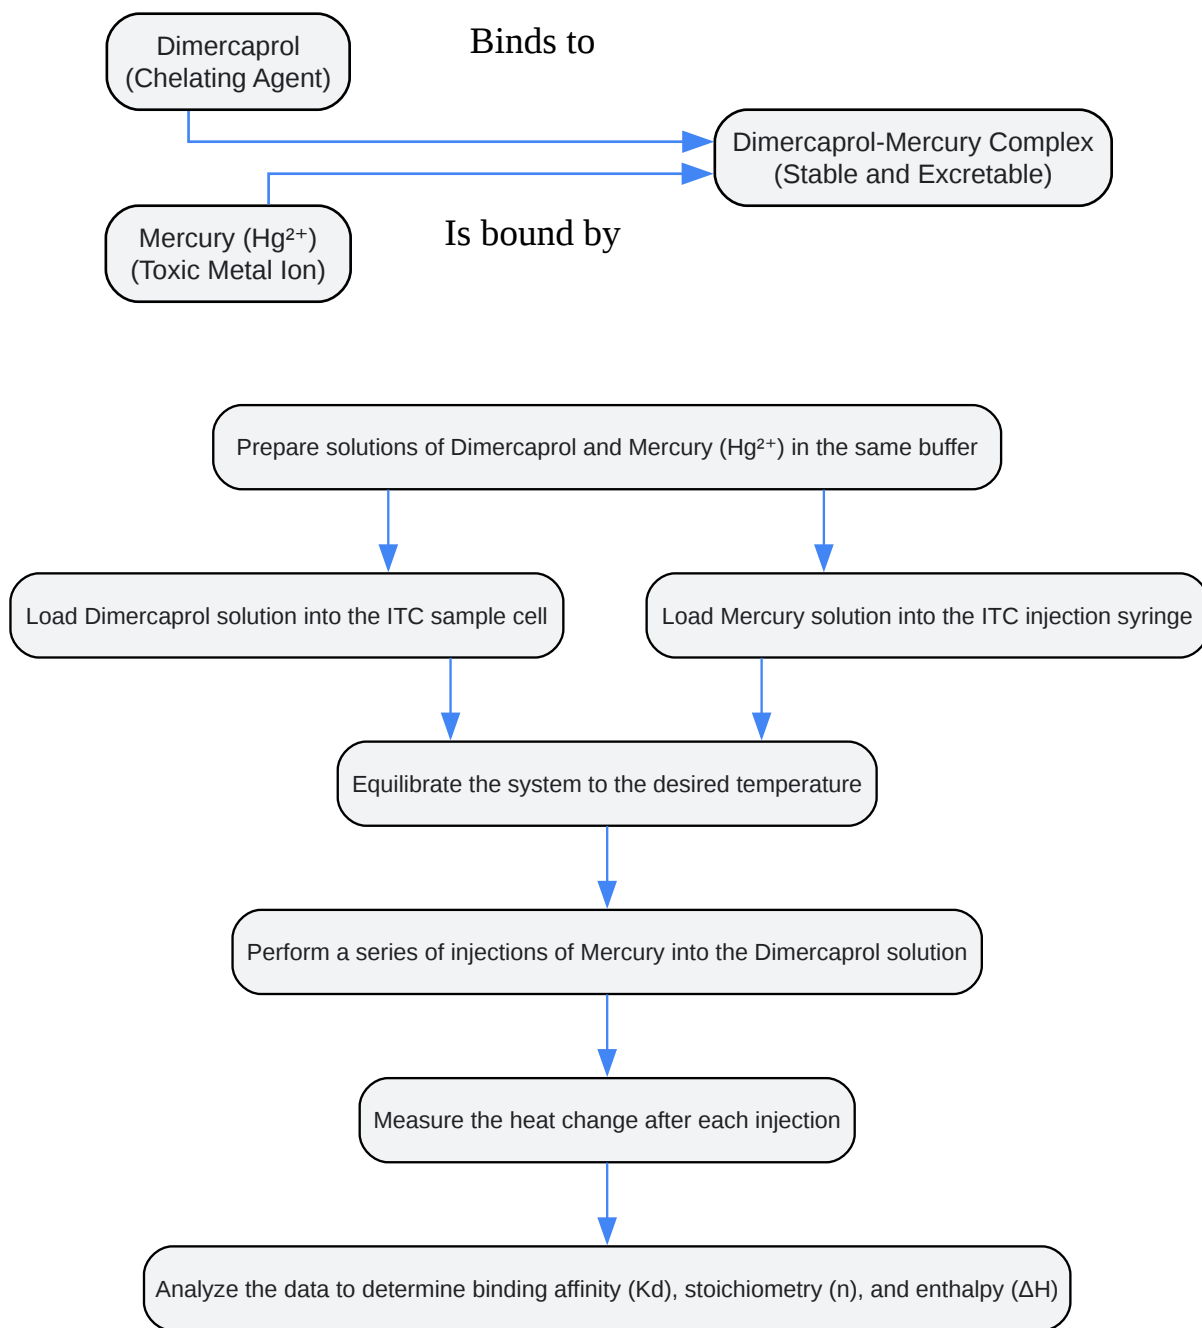 Dimercaprol
(Chelating Agent)
Binds to
Dimercaprol-Mercury Complex
(Stable and Excretable)
Mercury (Hg²⁺)
(Toxic Metal Ion)
Is bound by
Prepare solutions of Dimercaprol and Mercury (Hg²⁺) in the same buffer
Load Dimercaprol solution into the ITC sample cell
Load Mercury solution into the ITC injection syringe
Equilibrate the system to the desired temperature
Perform a series of injections of Mercury into the Dimercaprol solution
Measure the heat change after each injection
Analyze the data to determine binding affinity (Kd), stoichiometry (n), and enthalpy (ΔH)